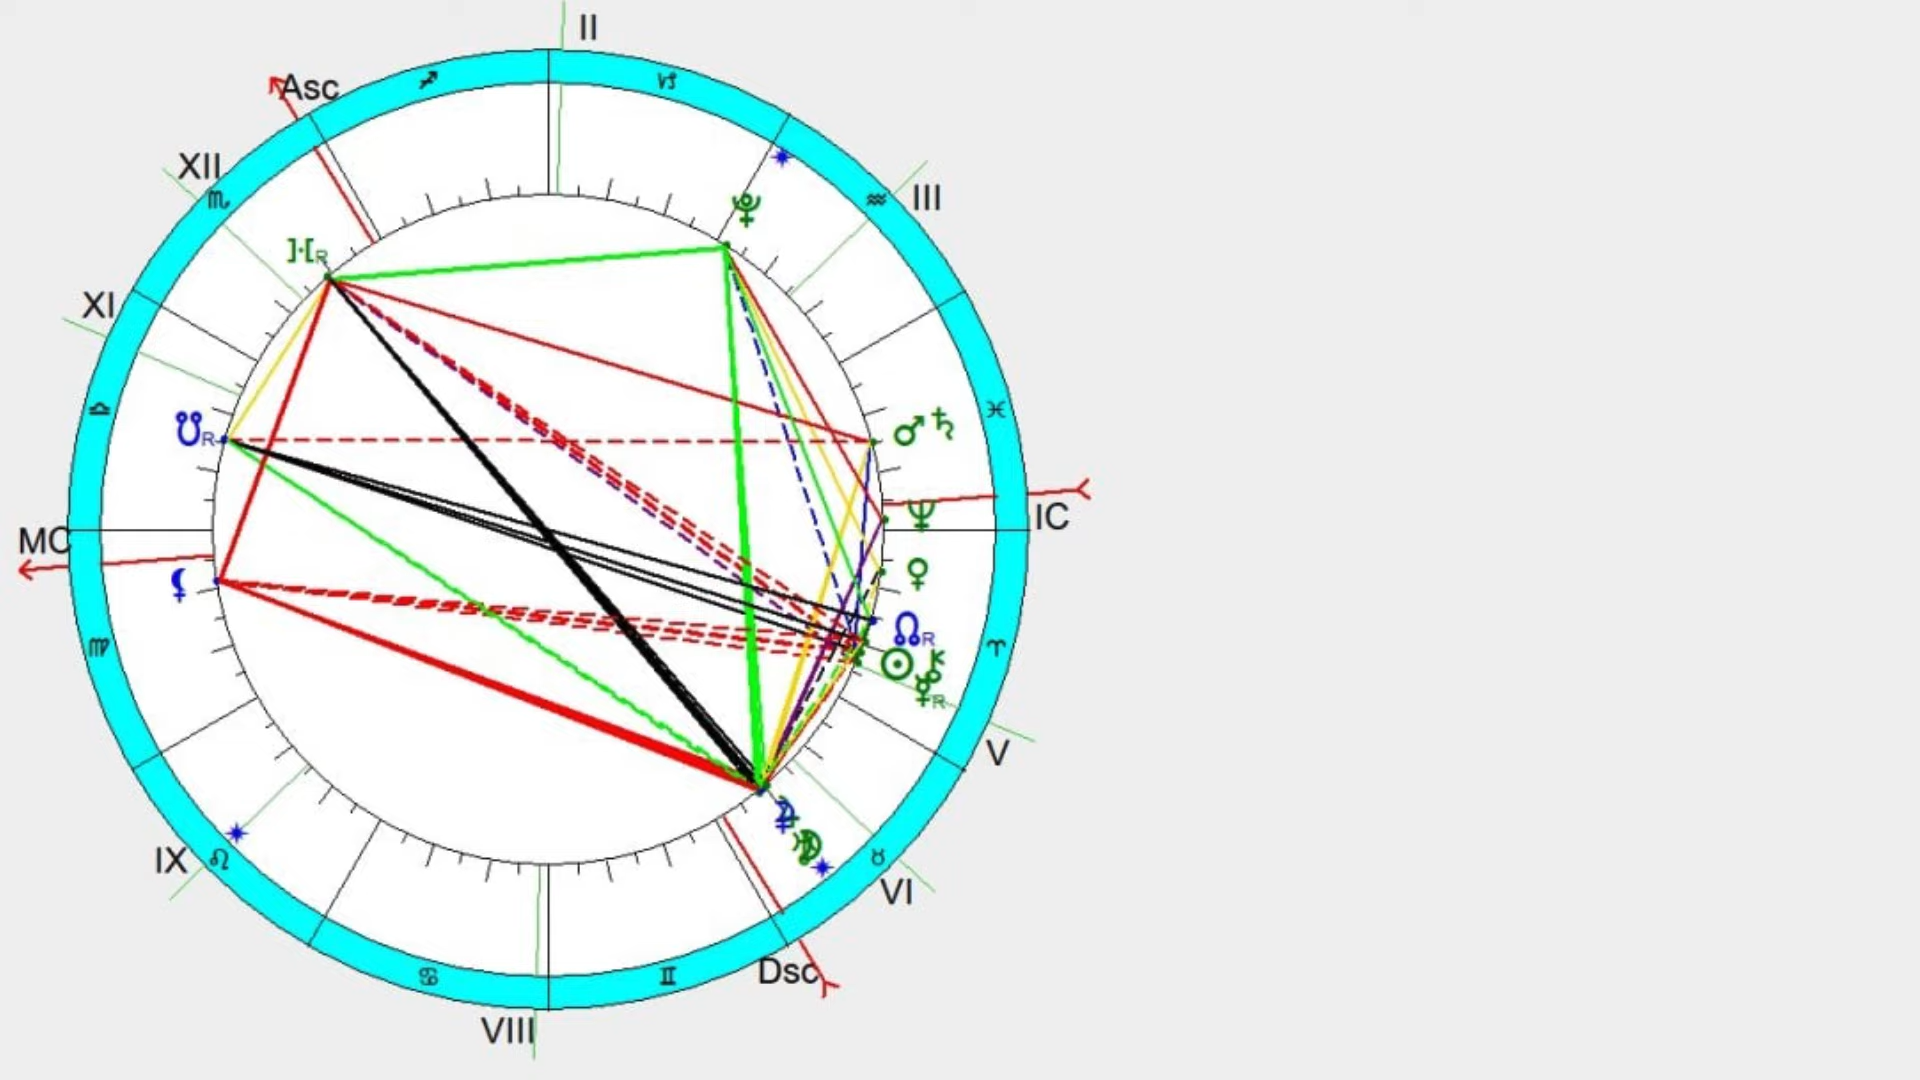 II
Asc
♐
♑
XII
♏
♒
III
♇
]·[R
XI
♎
♓
☋R
♂ ♄
MC
IC
♆
⚸
♀
☊R
♍
♈
☉ ⚷
☿R
V
IX
♌
♉
VI
Dsc
♋
♊
VIII